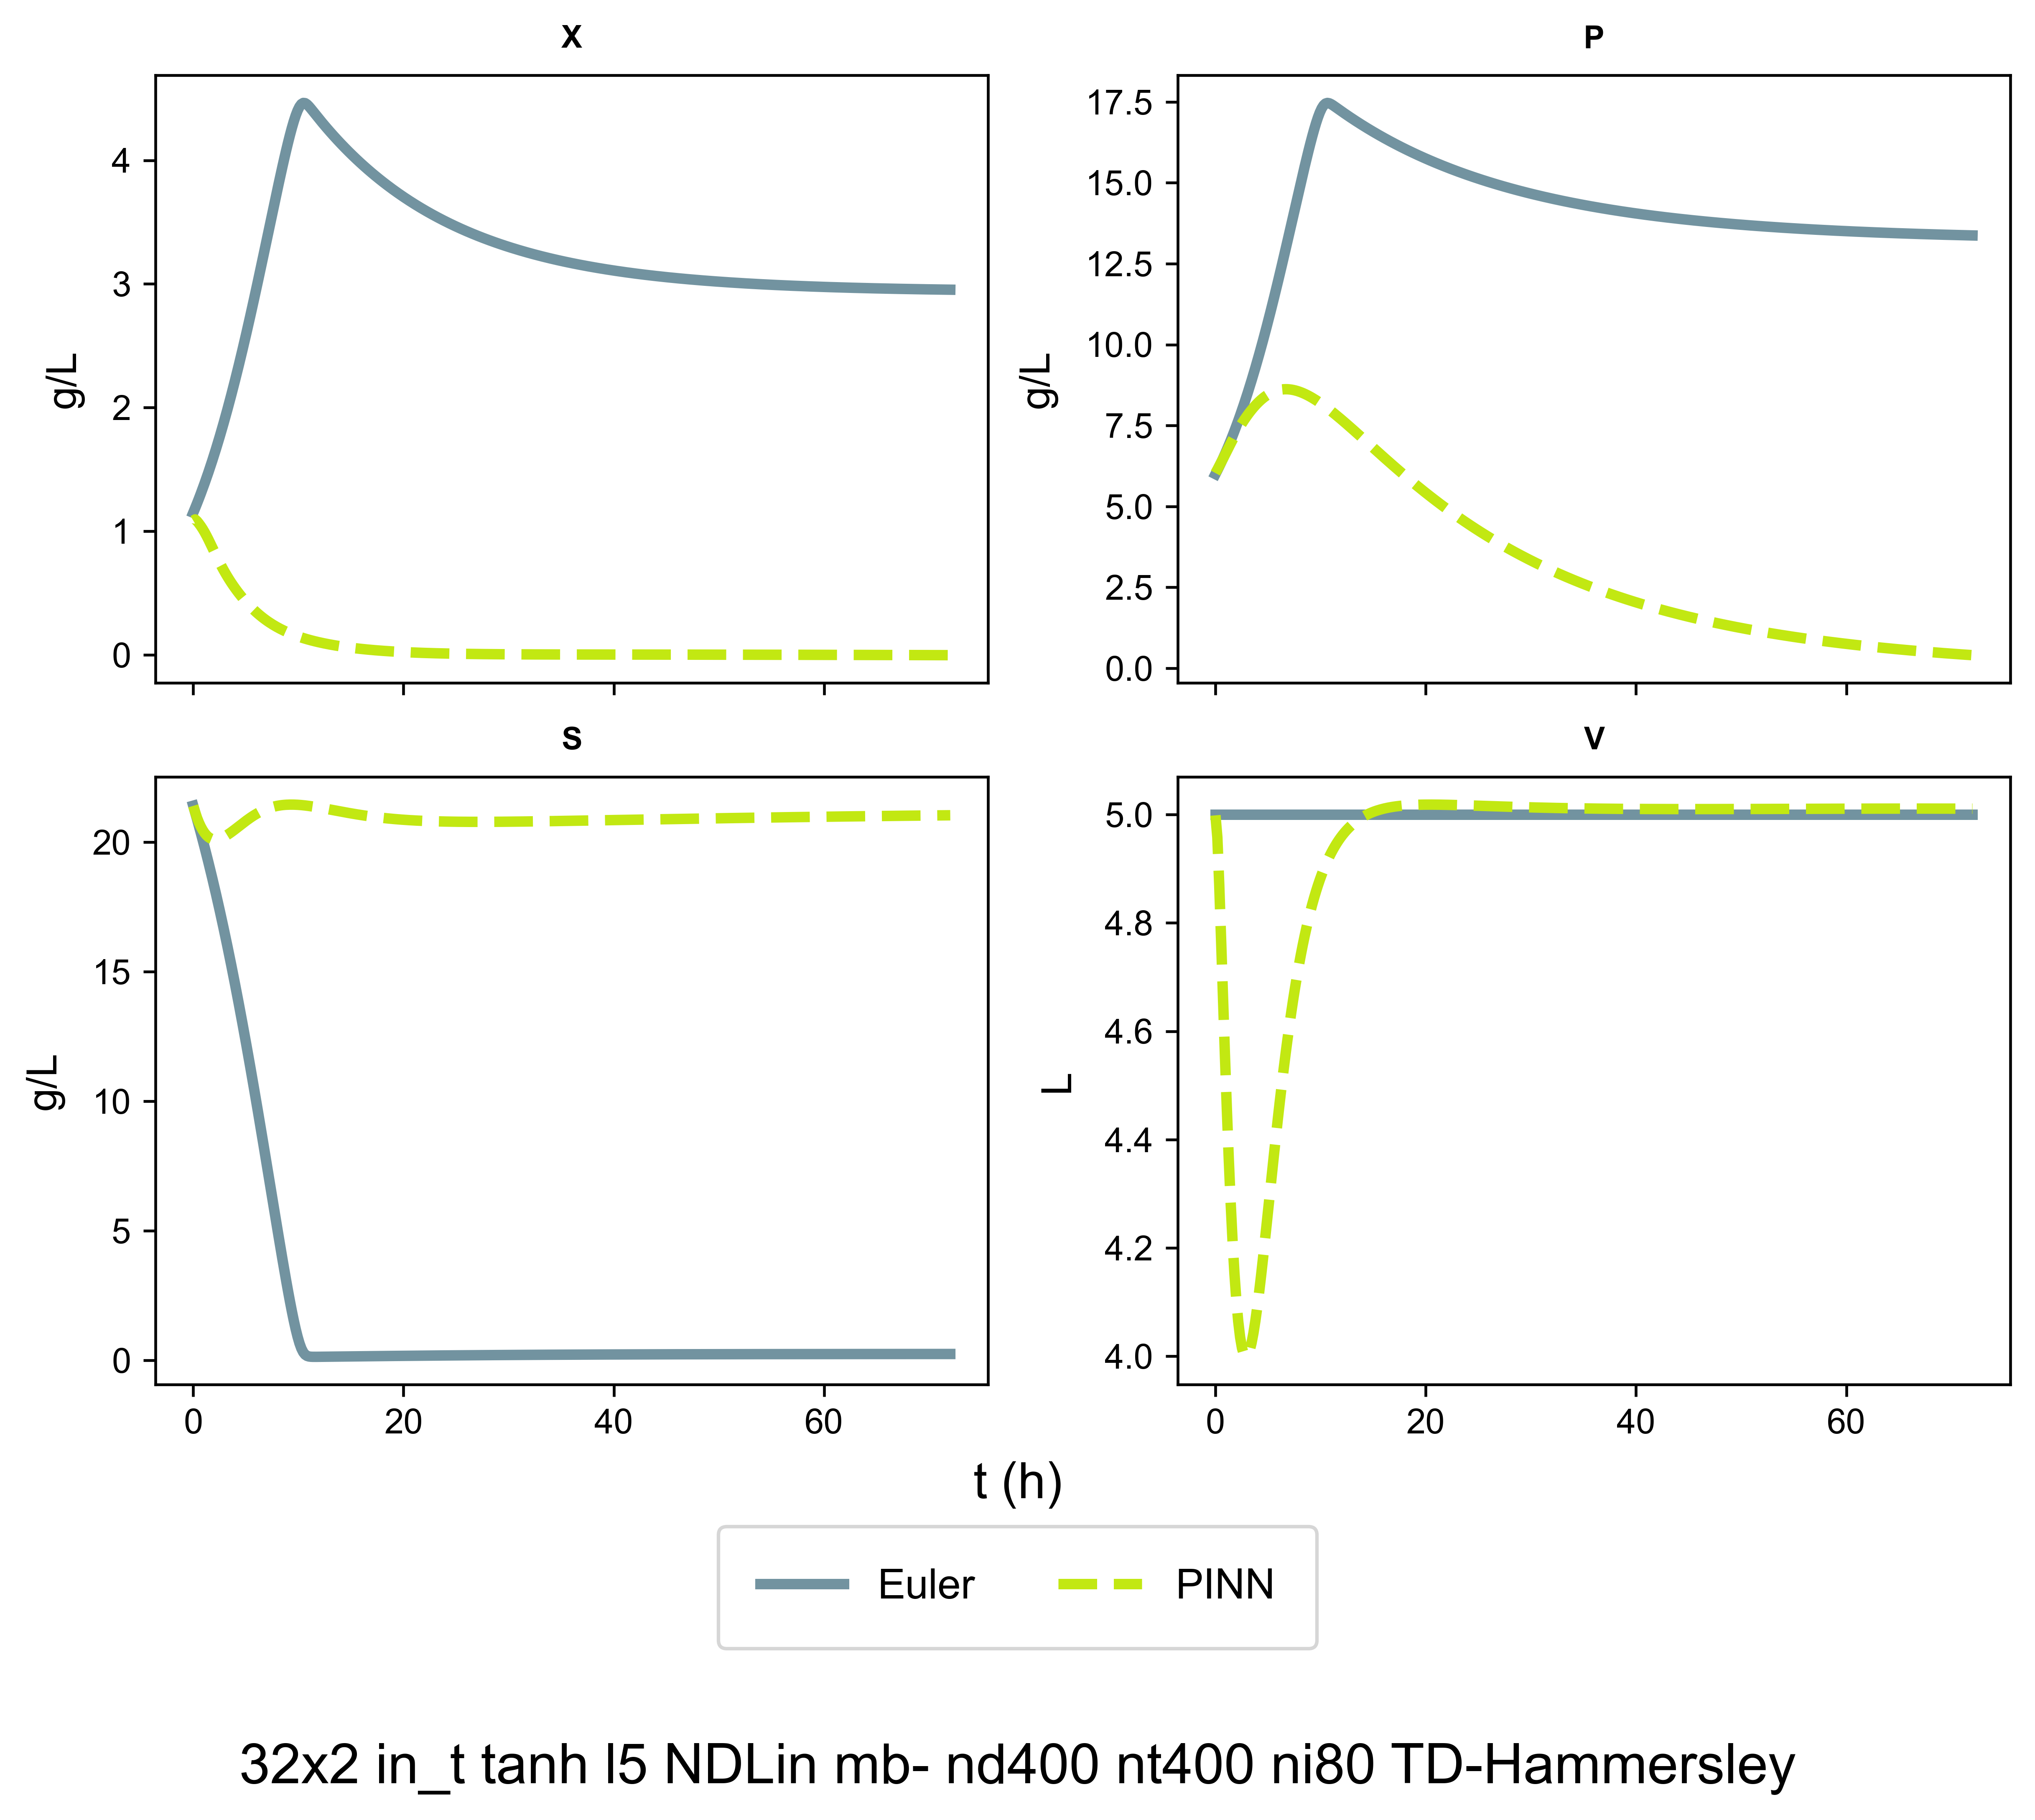 X
4
3
2
1
0
g/L
P
17.5
15.0
12.5
10.0
7.5
5.0
2.5
0.0
g/L
S
20
15
10
5
0
g/L
0 20 40 60
V
5.0
4.8
4.6
4.4
4.2
4.0
L
0 20 40 60
t (h)
Euler PINN
32x2 in_t tanh l5 NDLin mb- nd400 nt400 ni80 TD-Hammersley